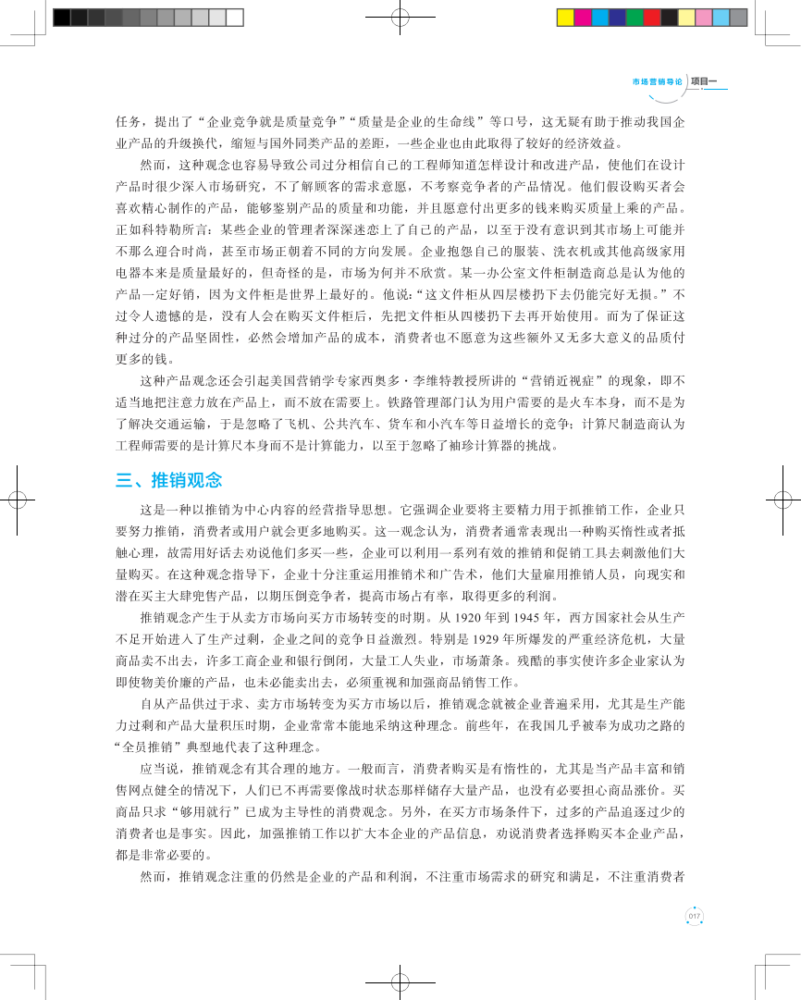 市场营销导论 项目一
任务，提出了“企业竞争就是质量竞争”“质量是企业的生命线”等口号，这无疑有助于推动我国企
业产品的升级换代，缩短与国外同类产品的差距，一些企业也由此取得了较好的经济效益。
然而，这种观念也容易导致公司过分相信自己的工程师知道怎样设计和改进产品，使他们在设计
产品时很少深入市场研究，不了解顾客的需求意愿，不考察竞争者的产品情况。他们假设购买者会
喜欢精心制作的产品，能够鉴别产品的质量和功能，并且愿意付出更多的钱来购买质量上乘的产品。
正如科特勒所言：某些企业的管理者深深迷恋上了自己的产品，以至于没有意识到其市场上可能并
不那么迎合时尚，甚至市场正朝着不同的方向发展。企业抱怨自己的服装、洗衣机或其他高级家用
电器本来是质量最好的，但奇怪的是，市场为何并不欣赏。某一办公室文件柜制造商总是认为他的
产品一定好销，因为文件柜是世界上最好的。他说：“这文件柜从四层楼扔下去仍能完好无损。”不
过令人遗憾的是，没有人会在购买文件柜后，先把文件柜从四楼扔下去再开始使用。而为了保证这
种过分的产品坚固性，必然会增加产品的成本，消费者也不愿意为这些额外又无多大意义的品质付
更多的钱。
这种产品观念还会引起美国营销学专家西奥多·李维特教授所讲的“营销近视症”的现象，即不
适当地把注意力放在产品上，而不放在需要上。铁路管理部门认为用户需要的是火车本身，而不是为
了解决交通运输，于是忽略了飞机、公共汽车、货车和小汽车等日益增长的竞争；计算尺制造商认为
工程师需要的是计算尺本身而不是计算能力，以至于忽略了袖珍计算器的挑战。
三、推销观念
这是一种以推销为中心内容的经营指导思想。它强调企业要将主要精力用于抓推销工作，企业只
要努力推销，消费者或用户就会更多地购买。这一观念认为，消费者通常表现出一种购买惰性或者抵
触心理，故需用好话去劝说他们多买一些，企业可以利用一系列有效的推销和促销工具去刺激他们大
量购买。在这种观念指导下，企业十分注重运用推销术和广告术，他们大量雇用推销人员，向现实和
潜在买主大肆兜售产品，以期压倒竞争者，提高市场占有率，取得更多的利润。
推销观念产生于从卖方市场向买方市场转变的时期。从 1920 年到 1945 年，西方国家社会从生产
不足开始进入了生产过剩，企业之间的竞争日益激烈。特别是 1929 年所爆发的严重经济危机，大量
商品卖不出去，许多工商企业和银行倒闭，大量工人失业，市场萧条。残酷的事实使许多企业家认为
即使物美价廉的产品，也未必能卖出去，必须重视和加强商品销售工作。
自从产品供过于求、卖方市场转变为买方市场以后，推销观念就被企业普遍采用，尤其是生产能
力过剩和产品大量积压时期，企业常常本能地采纳这种理念。前些年，在我国几乎被奉为成功之路的
“全员推销”典型地代表了这种理念。
应当说，推销观念有其合理的地方。一般而言，消费者购买是有惰性的，尤其是当产品丰富和销
售网点健全的情况下，人们已不再需要像战时状态那样储存大量产品，也没有必要担心商品涨价。买
商品只求“够用就行”已成为主导性的消费观念。另外，在买方市场条件下，过多的产品追逐过少的
消费者也是事实。因此，加强推销工作以扩大本企业的产品信息，劝说消费者选择购买本企业产品，
都是非常必要的。
然而，推销观念注重的仍然是企业的产品和利润，不注重市场需求的研究和满足，不注重消费者
017